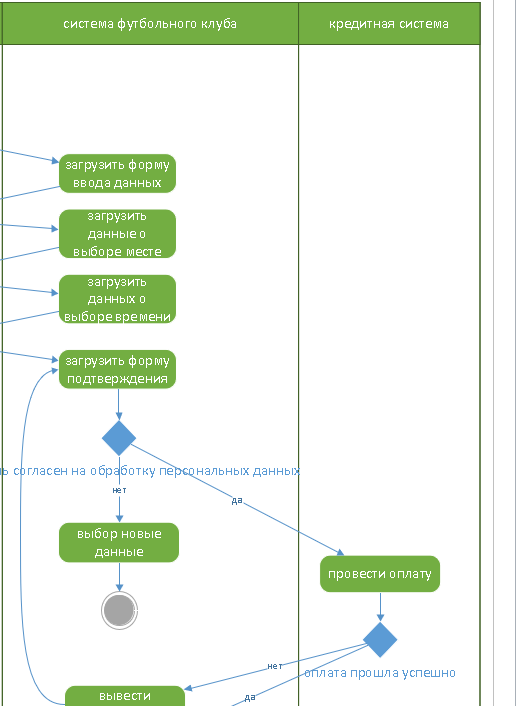 система футбольного клуба
кредитная система
загрузить форму
ввода данных
загрузить
данные о
выборе месте
загрузить
данных о
выборе времени
загрузить форму
подтверждения
согласен на обработку персональных данных
нет
да
выбор новые
данные
провести оплату
нет
оплата прошла успешно
вывести
да